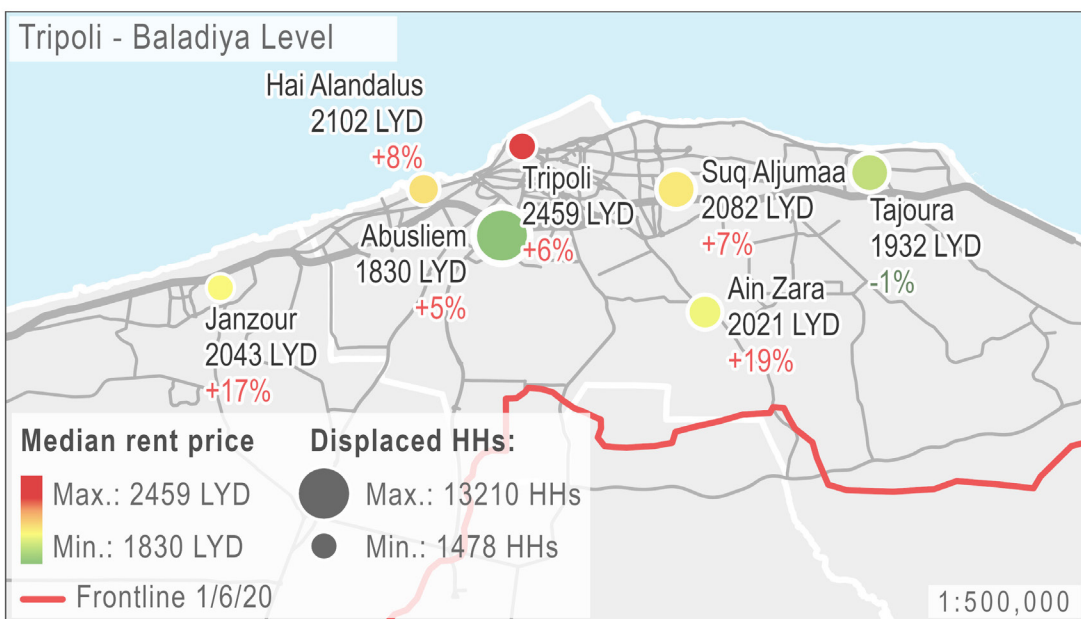 Tripoli - Baladiya Level
Hai Alandalus
2102 LYD
+8%
Tripoli
2459 LYD
+6%
Suq Aljumaa
2082 LYD
+7%
Tajoura
1932 LYD
-1%
Abusliem
1830 LYD
+5%
Ain Zara
2021 LYD
+19%
Janzour
2043 LYD
+17%
Median rent price
Max.: 2459 LYD
Min.: 1830 LYD
Displaced HHs:
Max.: 13210 HHs
Min.: 1478 HHs
Frontline 1/6/20
1:500,000